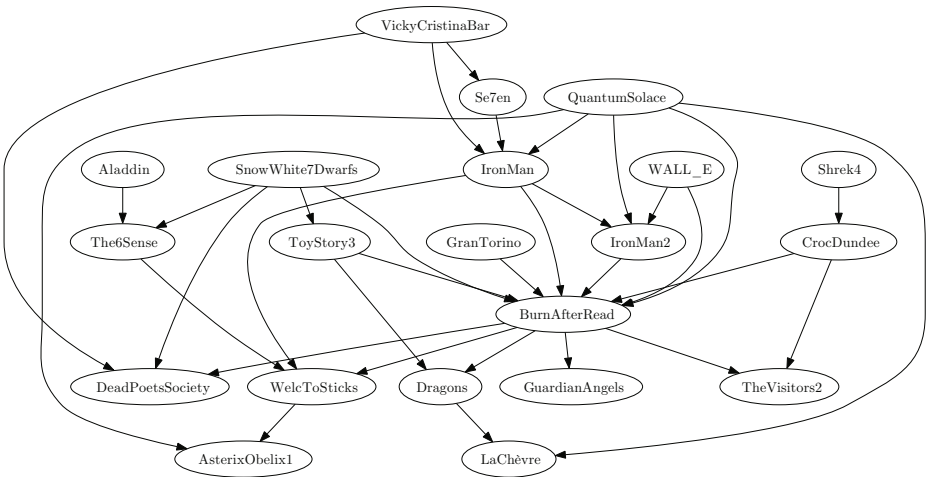 VickyCristinaBar
Se7en
QuantumSolace
Aladdin
SnowWhite7Dwarfs
IronMan
WALL_E
Shrek4
The6Sense
ToyStory3
GranTorino
IronMan2
CrocDundee
BurnAfterRead
DeadPoetsSociety
WelcToSticks
Dragons
GuardianAngels
TheVisitors2
AsterixObelix1
LaChèvre